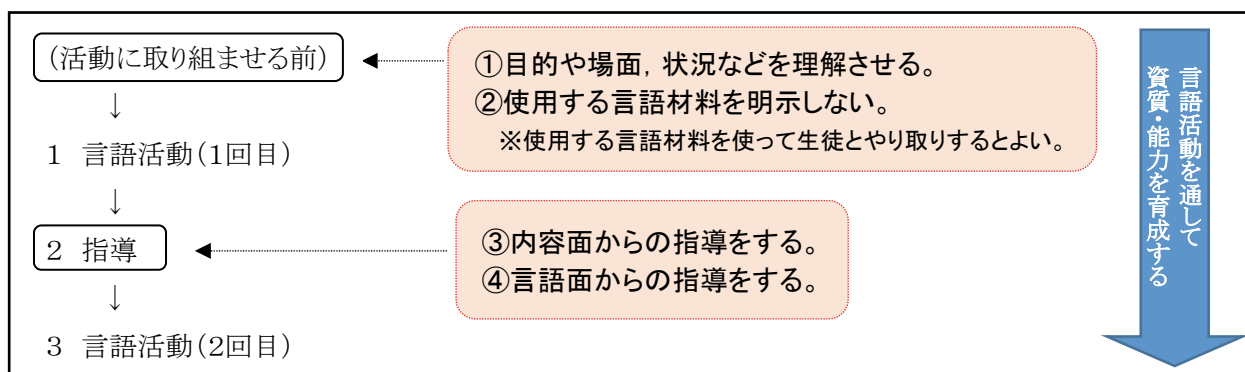 (活動に取り組ませる前)
①目的や場面,状況などを理解させる。
②使用する言語材料を明示しない。
※使用する言語材料を使って生徒とやり取りするとよい。
↓
1 言語活動(1回目)
↓
2 指導
③内容面からの指導をする。
④言語面からの指導をする。
↓
3 言語活動(2回目)
言語活動を通して
資質・能力を育成する